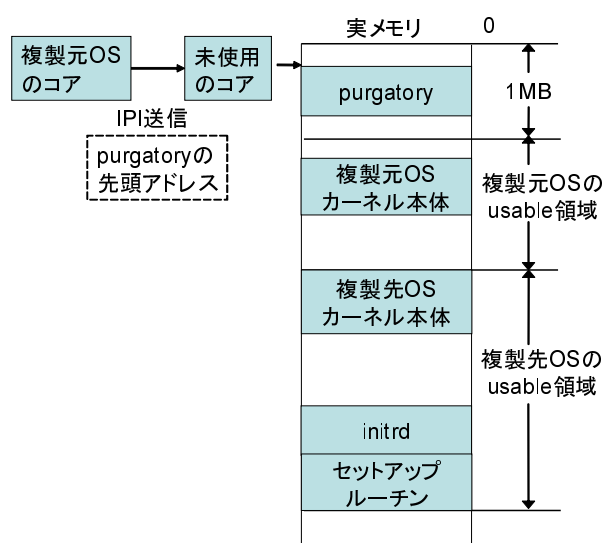 実メモリ
0
複製元OS
のコア
未使用
のコア
IPI送信
purgatoryの
先頭アドレス
purgatory
1MB
複製元OS
カーネル本体
複製元OSの
usable領域
複製先OS
カーネル本体
複製先OSの
usable領域
initrd
セットアップ
ルーチン